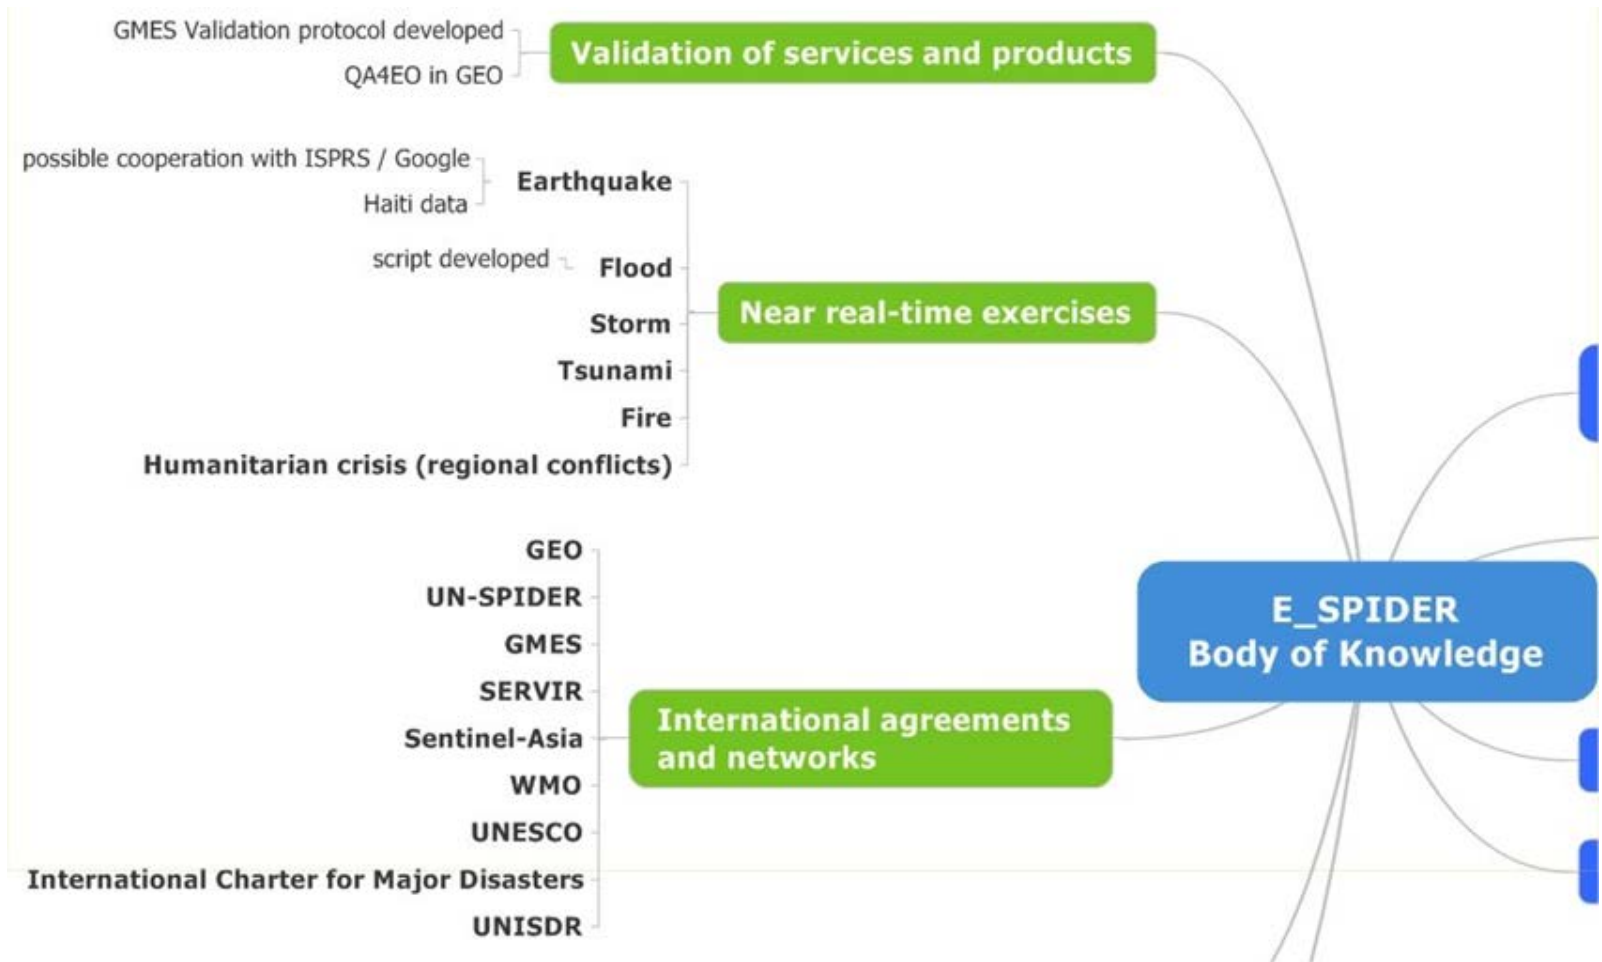 GMES Validation protocol developed
QA4EO in GEO
Validation of services and products
possible cooperation with ISPRS / Google
Haiti data
Earthquake
script developed
Flood
Storm
Tsunami
Fire
Humanitarian crisis (regional conflicts)
Near real-time exercises
GEO
UN-SPIDER
GMES
SERVIR
Sentinel-Asia
WMO
UNESCO
International Charter for Major Disasters
UNISDR
International agreements
and networks
E_SPIDER
Body of Knowledge